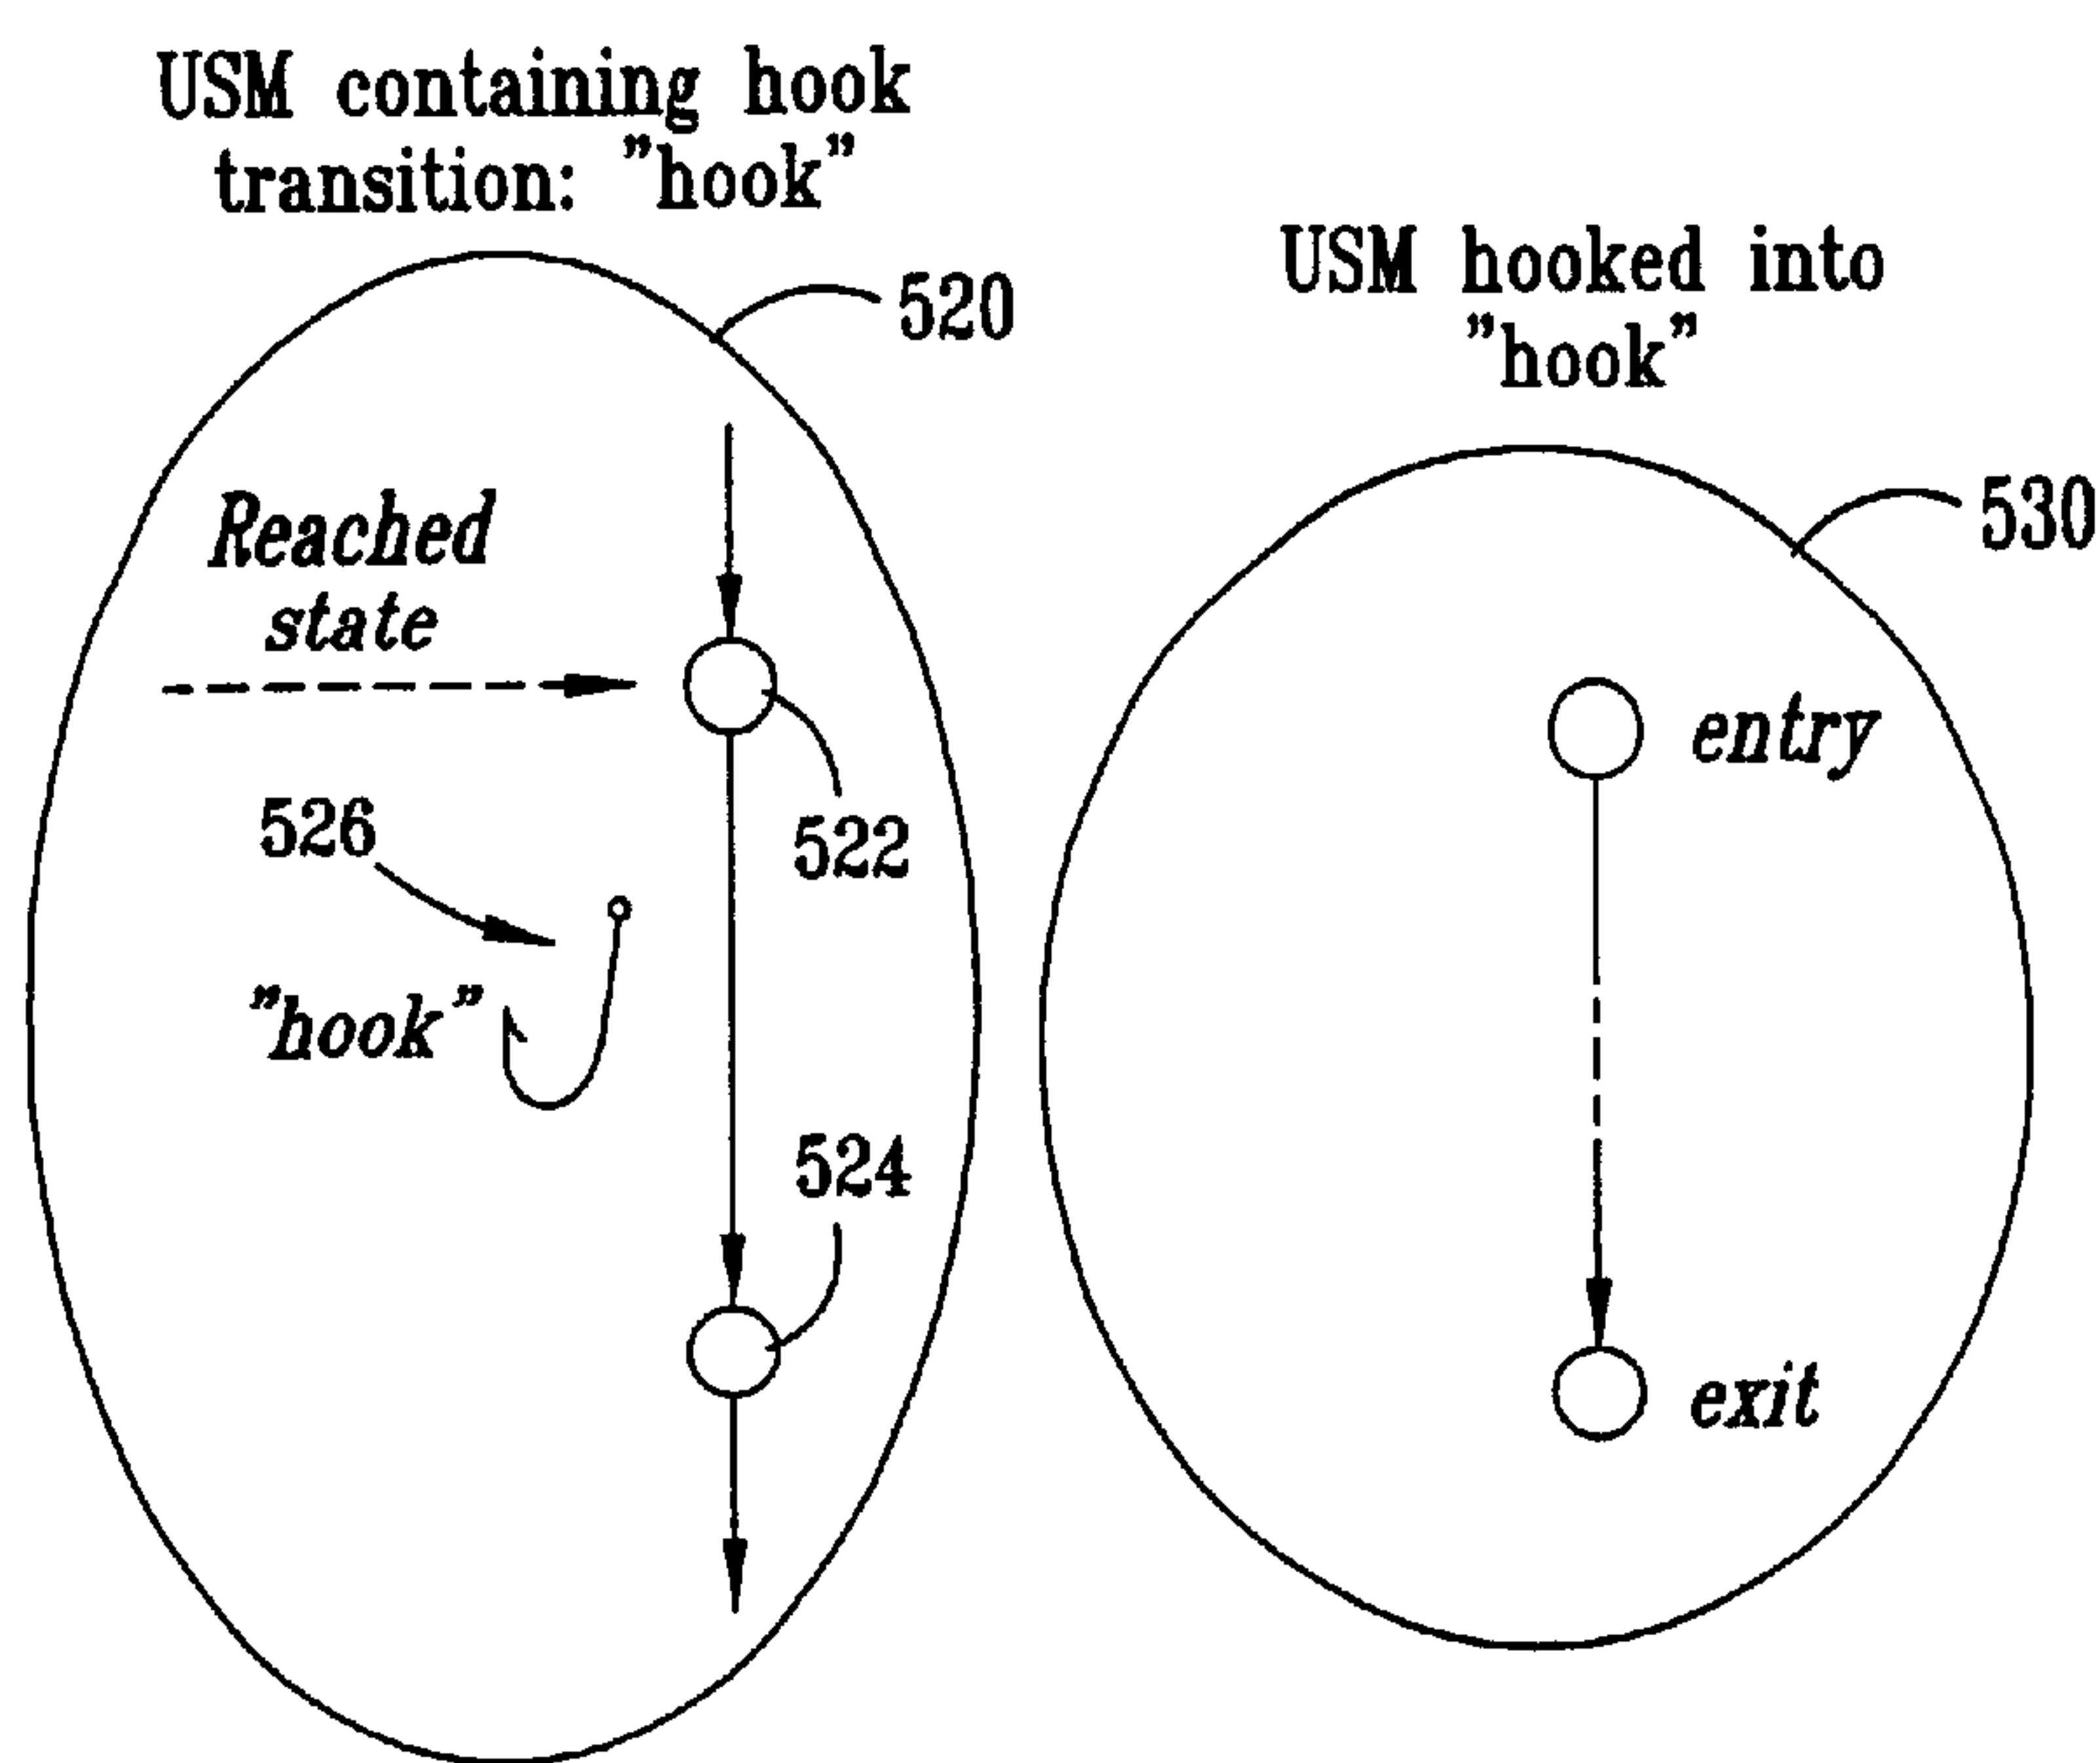 USM containing hook
transition: "hook"
520
Reached
state
522
526
"hook"
524
USM hooked into
"hook"
530
entry
exit